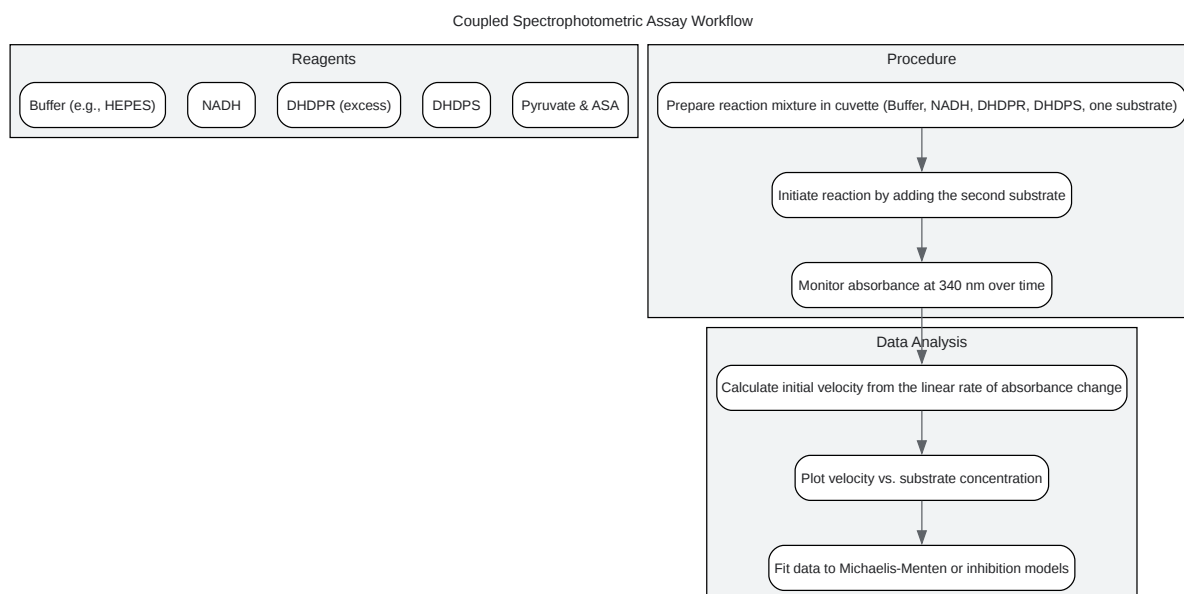 Coupled Spectrophotometric Assay Workflow
Reagents
Buffer (e.g., HEPES)
NADH
DHDPR (excess)
DHDPS
Pyruvate & ASA
Procedure
Prepare reaction mixture in cuvette (Buffer, NADH, DHDPR, DHDPS, one substrate)
Initiate reaction by adding the second substrate
Monitor absorbance at 340 nm over time
Data Analysis
Calculate initial velocity from the linear rate of absorbance change
Plot velocity vs. substrate concentration
Fit data to Michaelis-Menten or inhibition models